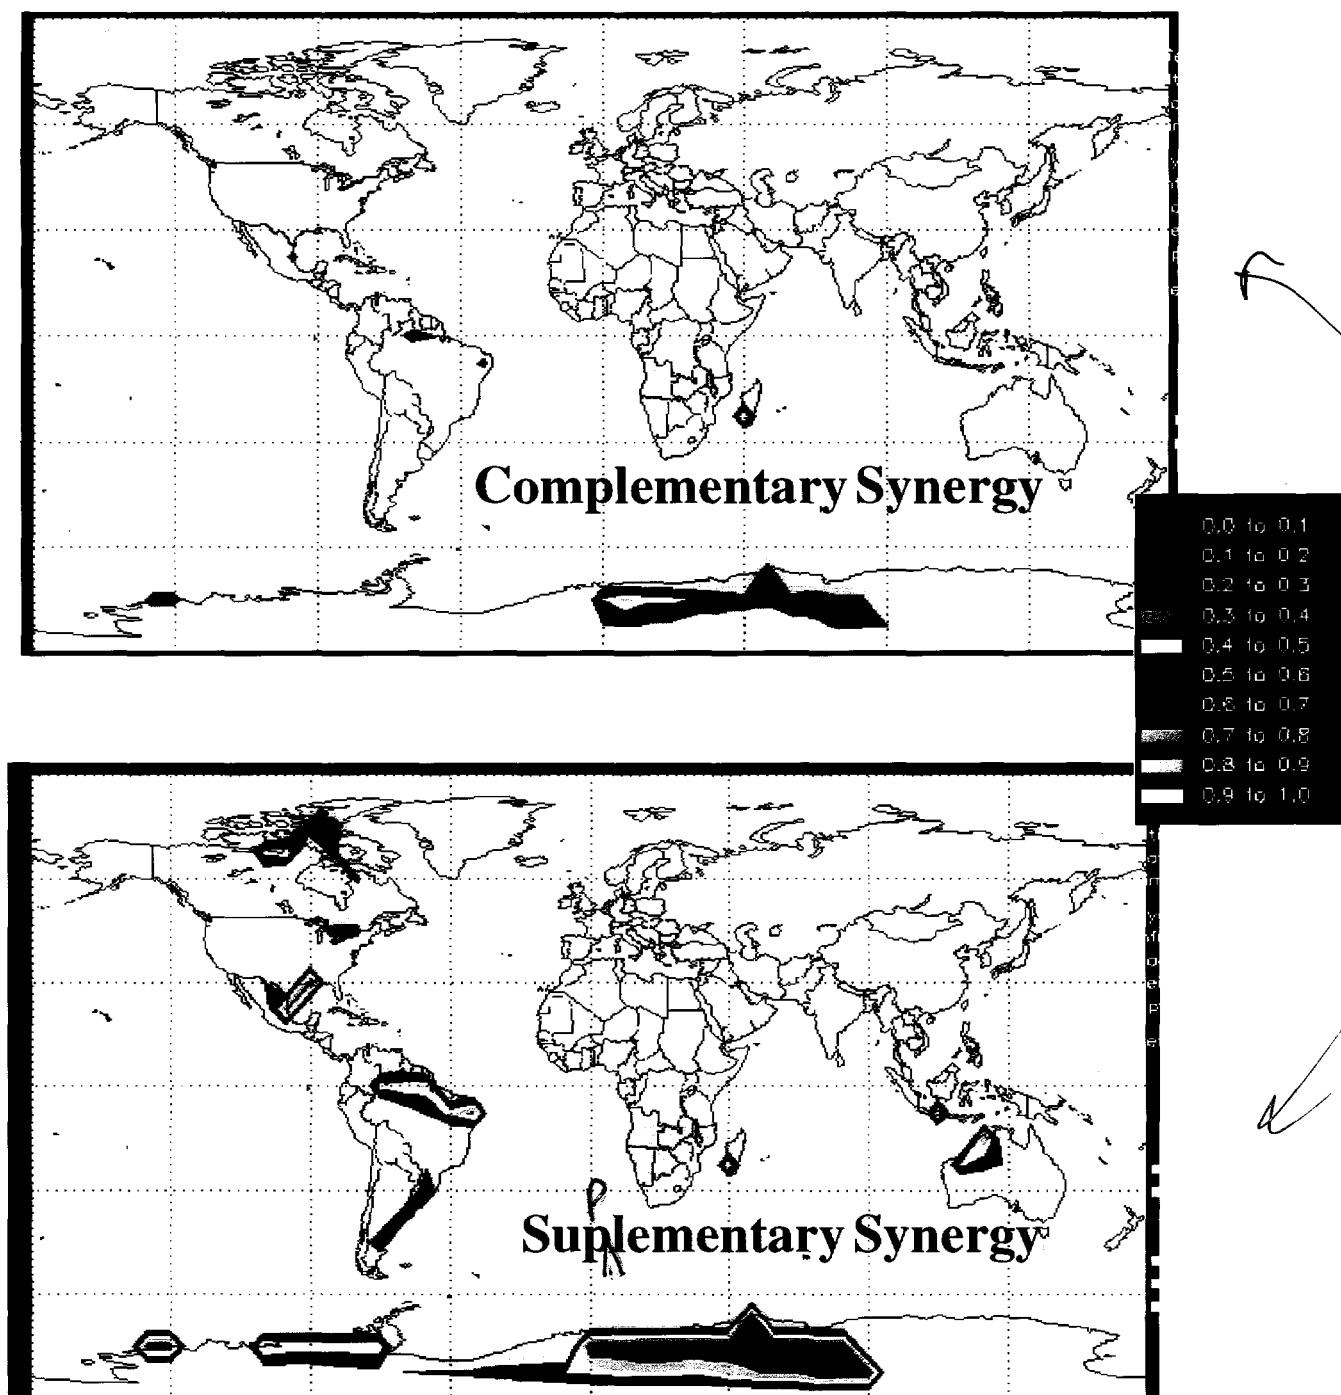 Complementary Synergy
0.0 to 0.1
0.1 to 0.2
0.2 to 0.3
0.3 to 0.4
0.4 to 0.5
0.5 to 0.6
0.6 to 0.7
0.7 to 0.8
0.8 to 0.9
0.9 to 1.0
P
Suplementary Synergy